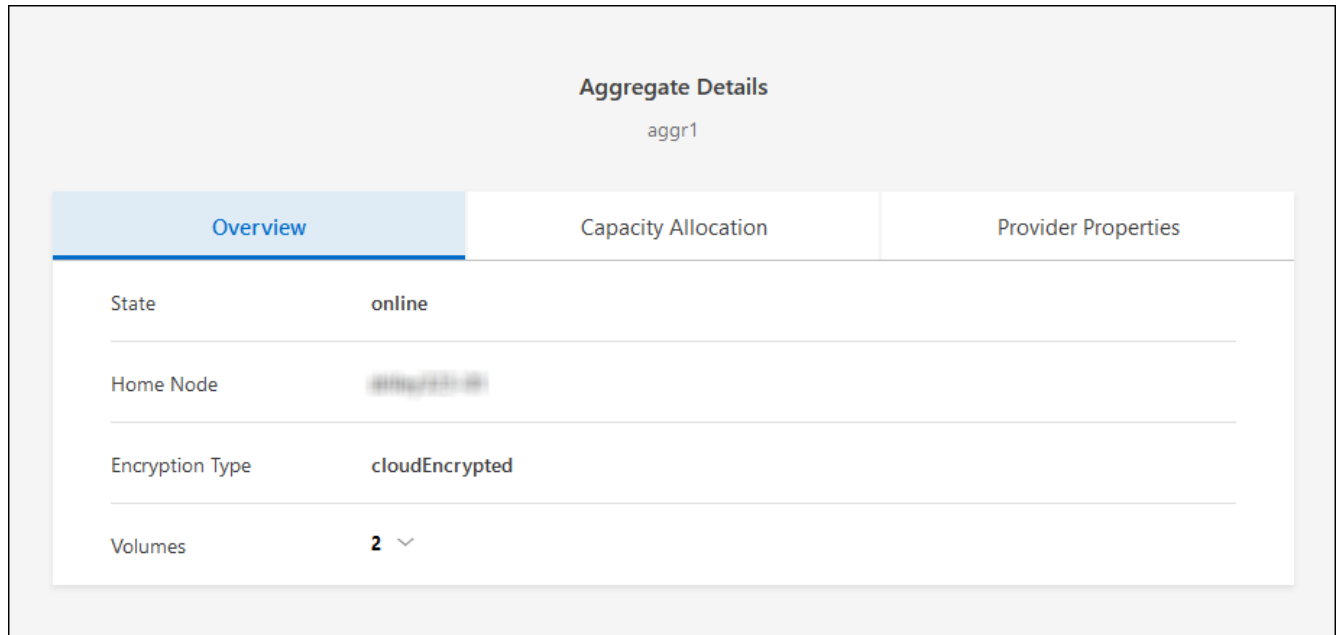 Aggregate Details
aggr1
Overview Capacity Allocation Provider Properties
State online
Home Node
Encryption Type cloudEncrypted
Volumes 2